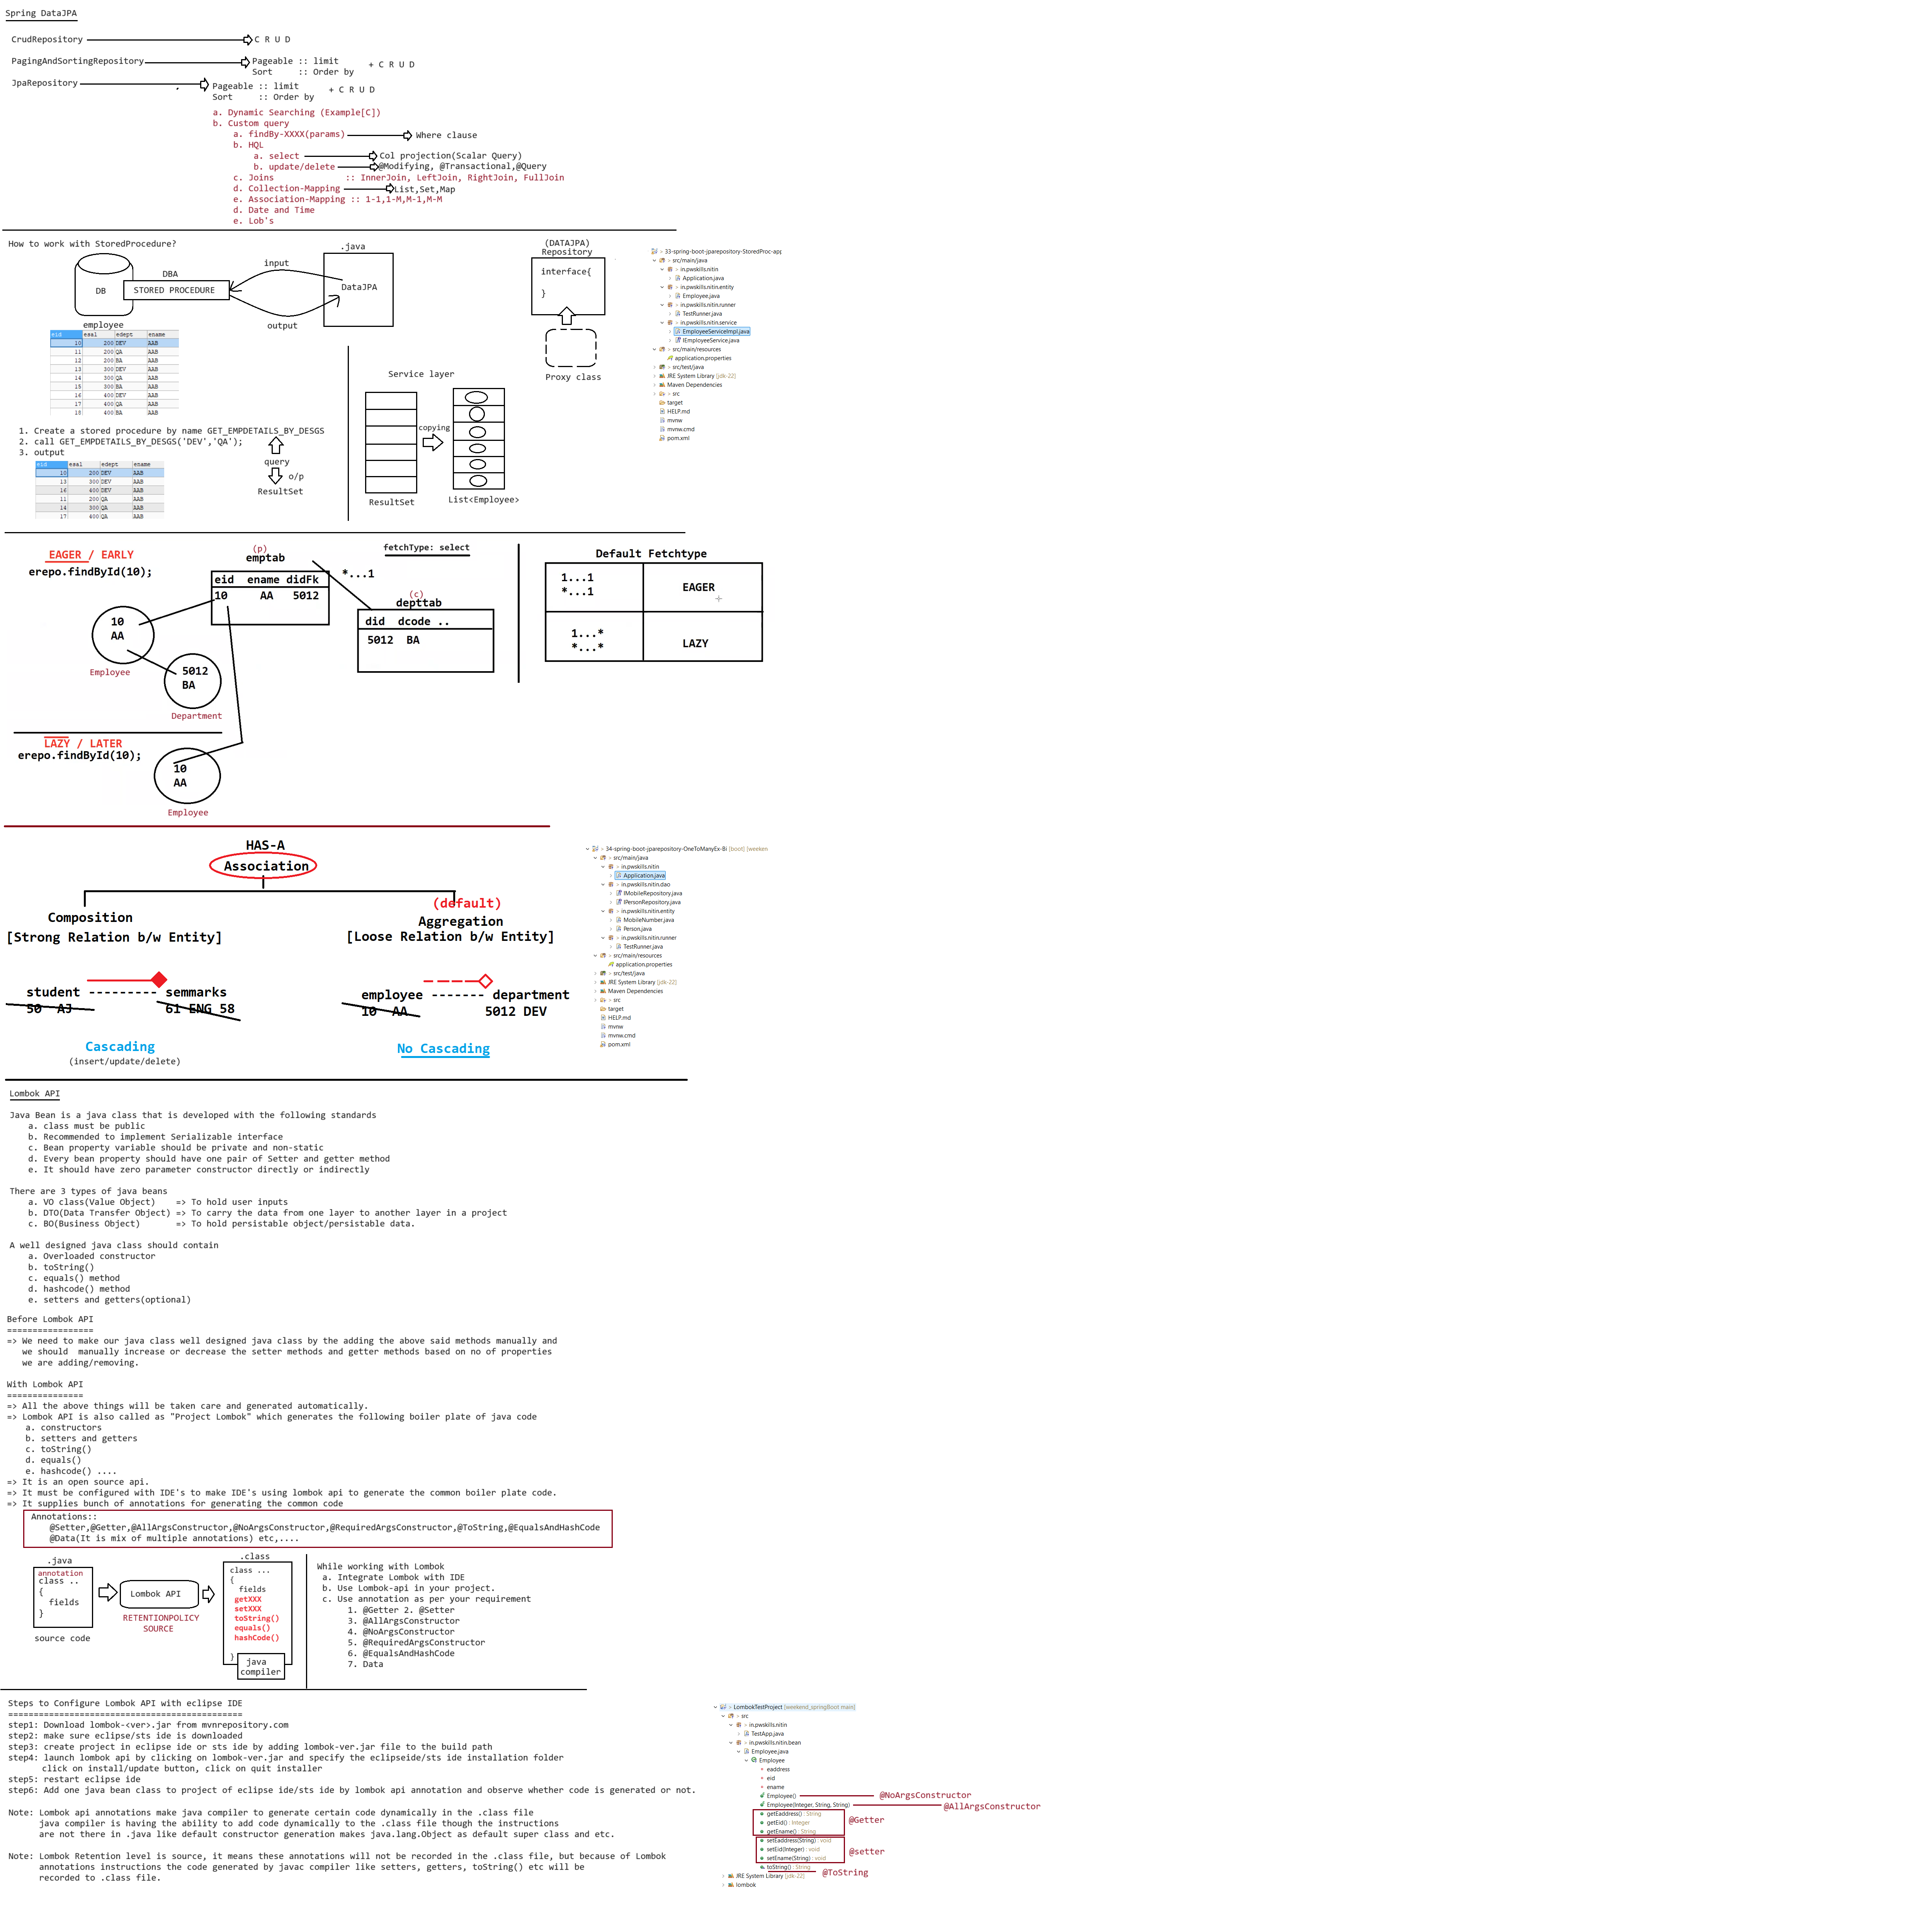 Spring DataJPA
CrudRepository C R U D
PagingAndSortingRepository Pageable :: limit + C R U D
Sort :: Order by
JpaRepository Pageable :: limit + C R U D
Sort :: Order by
a. Dynamic Searching (Example[C])
b. Custom query
a. findBy-XXXX(params) Where clause
b. HQL
a. select Col projection(Scalar Query)
b. update/delete @Modifying, @Transactional,@Query
c. Joins :: InnerJoin, LeftJoin, RightJoin, FullJoin
d. Collection-Mapping List,Set,Map
e. Association-Mapping :: 1-1,1-M,M-1,M-M
d. Date and Time
e. Lob's
How to work with StoredProcedure?
DBA
DB
STORED PROCEDURE
input
output
.java
DataJPA
(DATAJPA)
Repository
interface{
}
Proxy class
employee
eid esal edept ename
10 200 DEV AAB
11 200 QA AAB
12 200 BA AAB
13 300 DEV AAB
14 300 QA AAB
15 300 BA AAB
16 400 DEV AAB
17 400 QA AAB
18 400 BA AAB
1. Create a stored procedure by name GET_EMPDETAILS_BY_DESGS
2. call GET_EMPDETAILS_BY_DESGS('DEV','QA');
3. output
query
o/p
ResultSet
eid esal edept ename
10 200 DEV AAB
13 300 DEV AAB
16 400 DEV AAB
11 200 QA AAB
14 300 QA AAB
17 400 QA AAB
Service layer
copying
ResultSet
List<Employee>
33-spring-boot-jparepository-StoredProc-app
src/main/java
in.pwskills.nitin
Application.java
in.pwskills.nitin.entity
Employee.java
in.pwskills.nitin.runner
TestRunner.java
in.pwskills.nitin.service
EmployeeServiceImpl.java
IEmployeeService.java
src/main/resources
application.properties
src/test/java
JRE System Library [jdk-22]
Maven Dependencies
src
target
HELP.md
mvnw
mvnw.cmd
pom.xml
EAGER / EARLY
erepo.findById(10);
(p)
emptab
eid ename didFk
10 AA 5012
*...1
fetchType: select
(c)
depttab
did dcode ..
5012 BA
10
AA
Employee
5012
BA
Department
Default Fetchtype
1...1
*...1
EAGER
1...*
*...*
LAZY
LAZY / LATER
erepo.findById(10);
10
AA
Employee
HAS-A
Association
Composition
[Strong Relation b/w Entity]
(default)
Aggregation
[Loose Relation b/w Entity]
student --------- semmarks
50 AJ 61 ENG 58
Cascading
(insert/update/delete)
employee ------- department
10 AA 5012 DEV
No Cascading
34-spring-boot-jparepository-OneToManyEx-Bi [boot] [weeken
src/main/java
in.pwskills.nitin
Application.java
in.pwskills.nitin.dao
IMobileRepository.java
IPersonRepository.java
in.pwskills.nitin.entity
MobileNumber.java
Person.java
in.pwskills.nitin.runner
TestRunner.java
src/main/resources
application.properties
src/test/java
JRE System Library [jdk-22]
Maven Dependencies
src
target
HELP.md
mvnw
mvnw.cmd
pom.xml
Lombok API
Java Bean is a java class that is developed with the following standards
a. class must be public
b. Recommended to implement Serializable interface
c. Bean property variable should be private and non-static
d. Every bean property should have one pair of Setter and getter method
e. It should have zero parameter constructor directly or indirectly
There are 3 types of java beans
a. VO class(Value Object) => To hold user inputs
b. DTO(Data Transfer Object) => To carry the data from one layer to another layer in a project
c. BO(Business Object) => To hold persistable object/persistable data.
A well designed java class should contain
a. Overloaded constructor
b. toString()
c. equals() method
d. hashcode() method
e. setters and getters(optional)
Before Lombok API
=================
=> We need to make our java class well designed java class by the adding the above said methods manually and
we should manually increase or decrease the setter methods and getter methods based on no of properties
we are adding/removing.
With Lombok API
===============
=> All the above things will be taken care and generated automatically.
=> Lombok API is also called as "Project Lombok" which generates the following boiler plate of java code
a. constructors
b. setters and getters
c. toString()
d. equals()
e. hashcode() ....
=> It is an open source api.
=> It must be configured with IDE's to make IDE's using lombok api to generate the common boiler plate code.
=> It supplies bunch of annotations for generating the common code
Annotations::
@Setter,@Getter,@AllArgsConstructor,@NoArgsConstructor,@RequiredArgsConstructor,@ToString,@EqualsAndHashCode
@Data(It is mix of multiple annotations) etc,....
.java
annotation
class ..
{
fields
}
source code
Lombok API
RETENTIONPOLICY
SOURCE
.class
class ...
{
fields
getXXX
setXXX
toString()
equals()
hashCode()
}
java
compiler
While working with Lombok
a. Integrate Lombok with IDE
b. Use Lombok-api in your project.
c. Use annotation as per your requirement
1. @Getter 2. @Setter
3. @AllArgsConstructor
4. @NoArgsConstructor
5. @RequiredArgsConstructor
6. @EqualsAndHashCode
7. Data
Steps to Configure Lombok API with eclipse IDE
==============================================
step1: Download lombok-<ver>.jar from mvnrepository.com
step2: make sure eclipse/sts ide is downloaded
step3: create project in eclipse ide or sts ide by adding lombok-ver.jar file to the build path
step4: launch lombok api by clicking on lombok-ver.jar and specify the eclipseide/sts ide installation folder
click on install/update button, click on quit installer
step5: restart eclipse ide
step6: Add one java bean class to project of eclipse ide/sts ide by lombok api annotation and observe whether code is generated or not.
Note: Lombok api annotations make java compiler to generate certain code dynamically in the .class file
java compiler is having the ability to add code dynamically to the .class file though the instructions
are not there in .java like default constructor generation makes java.lang.Object as default super class and etc.
Note: Lombok Retention level is source, it means these annotations will not be recorded in the .class file, but because of Lombok
annotations instructions the code generated by javac compiler like setters, getters, toString() etc will be
recorded to .class file.
LombokTestProject [weekend_springBoot main]
src
in.pwskills.nitin
TestApp.java
in.pwskills.nitin.bean
Employee.java
Employee
eaddress
eid
ename
Employee() @NoArgsConstructor
Employee(Integer, String, String) @AllArgsConstructor
getEaddress() : String
getEid() : Integer @Getter
getEname() : String
setEaddress(String) : void
setEid(Integer) : void @setter
setEname(String) : void
toString() : String @ToString
JRE System Library [jdk-22]
lombok